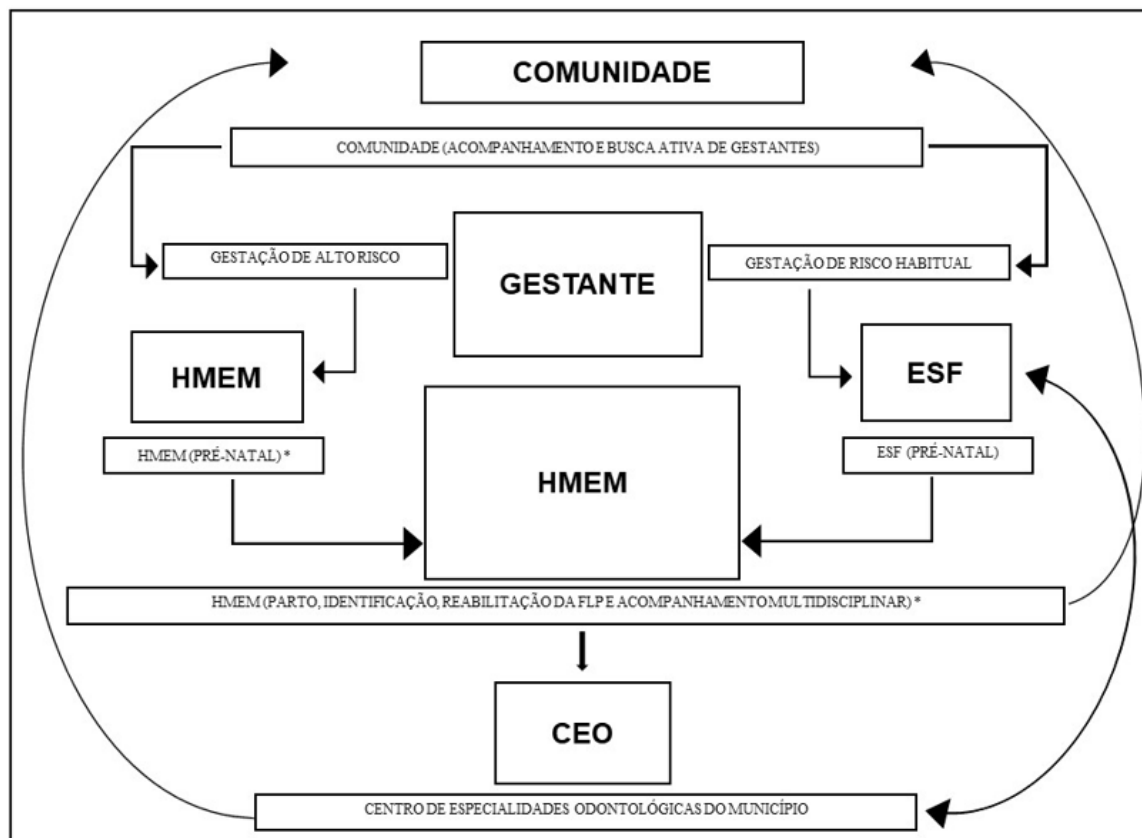 COMUNIDADE
COMUNIDADE (ACOMPANHAMENTO E BUSCA ATIVA DE GESTANTES)
GESTAÇÃO DE ALTO RISCO
GESTANTE
GESTAÇÃO DE RISCO HABITUAL
HMEM
ESF
HMEM (PRÉ-NATAL) *
HMEM
ESF (PRÉ-NATAL)
HMEM (PARTO, IDENTIFICAÇÃO, REABILITAÇÃO DA FLP E ACOMPANHAMENTO MULTIDISCIPLINAR) *
CEO
CENTRO DE ESPECIALIDADES ODONTOLÓGICAS DO MUNICÍPIO